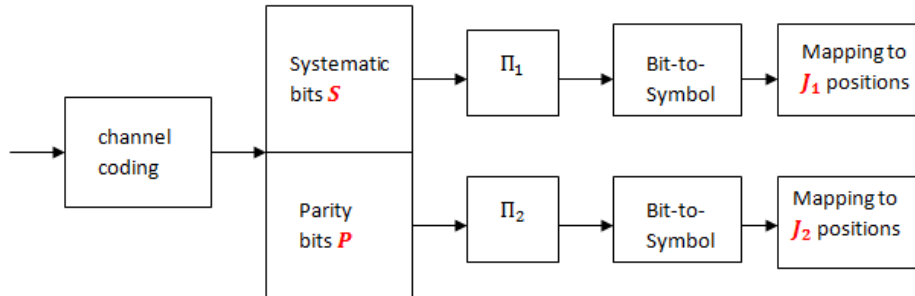 channel
coding
Systematic
bits S
Π₁
Bit-to-
Symbol
Mapping to
J₁ positions
Parity
bits P
Π₂
Bit-to-
Symbol
Mapping to
J₂ positions